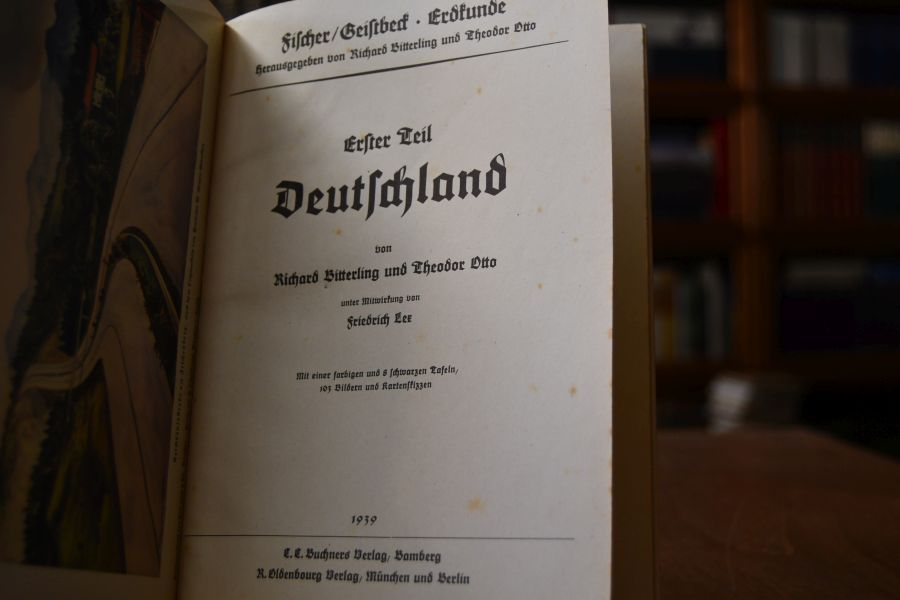 Fiſcher/Geiſtbeck · Erdkunde
Herausgegeben von Richard Bitterling und Theodor Otto
Erſter Teil
Deutſchland
von
Richard Bitterling und Theodor Otto
unter Mitwirkung von
Friedrich Lex
Mit einer farbigen und 8 ſchwarzen Tafeln,
193 Bildern und Kartenſkizzen
1939
C. C. Buchners Verlag, Bamberg
R. Oldenbourg Verlag, München und Berlin